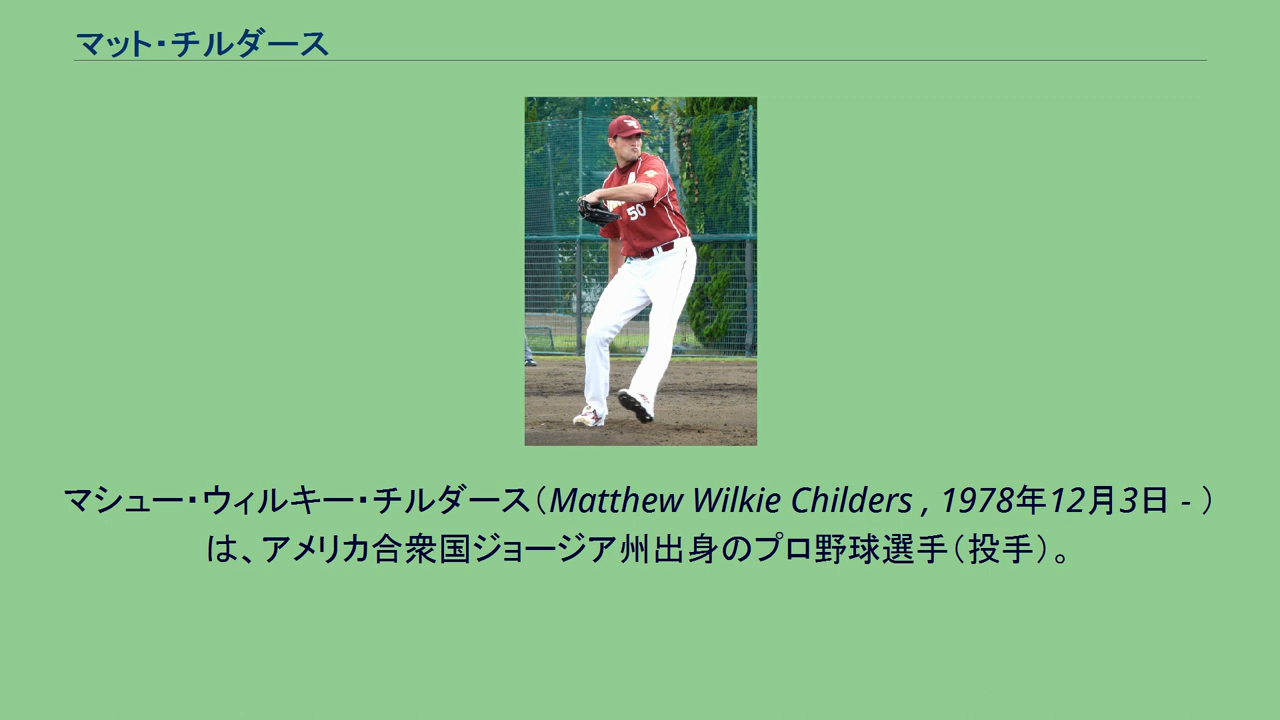 マット・チルダース
50
マシュー・ウィルキー・チルダース（Matthew Wilkie Childers , 1978年12月3日 - ）
は、アメリカ合衆国ジョージア州出身のプロ野球選手（投手）。